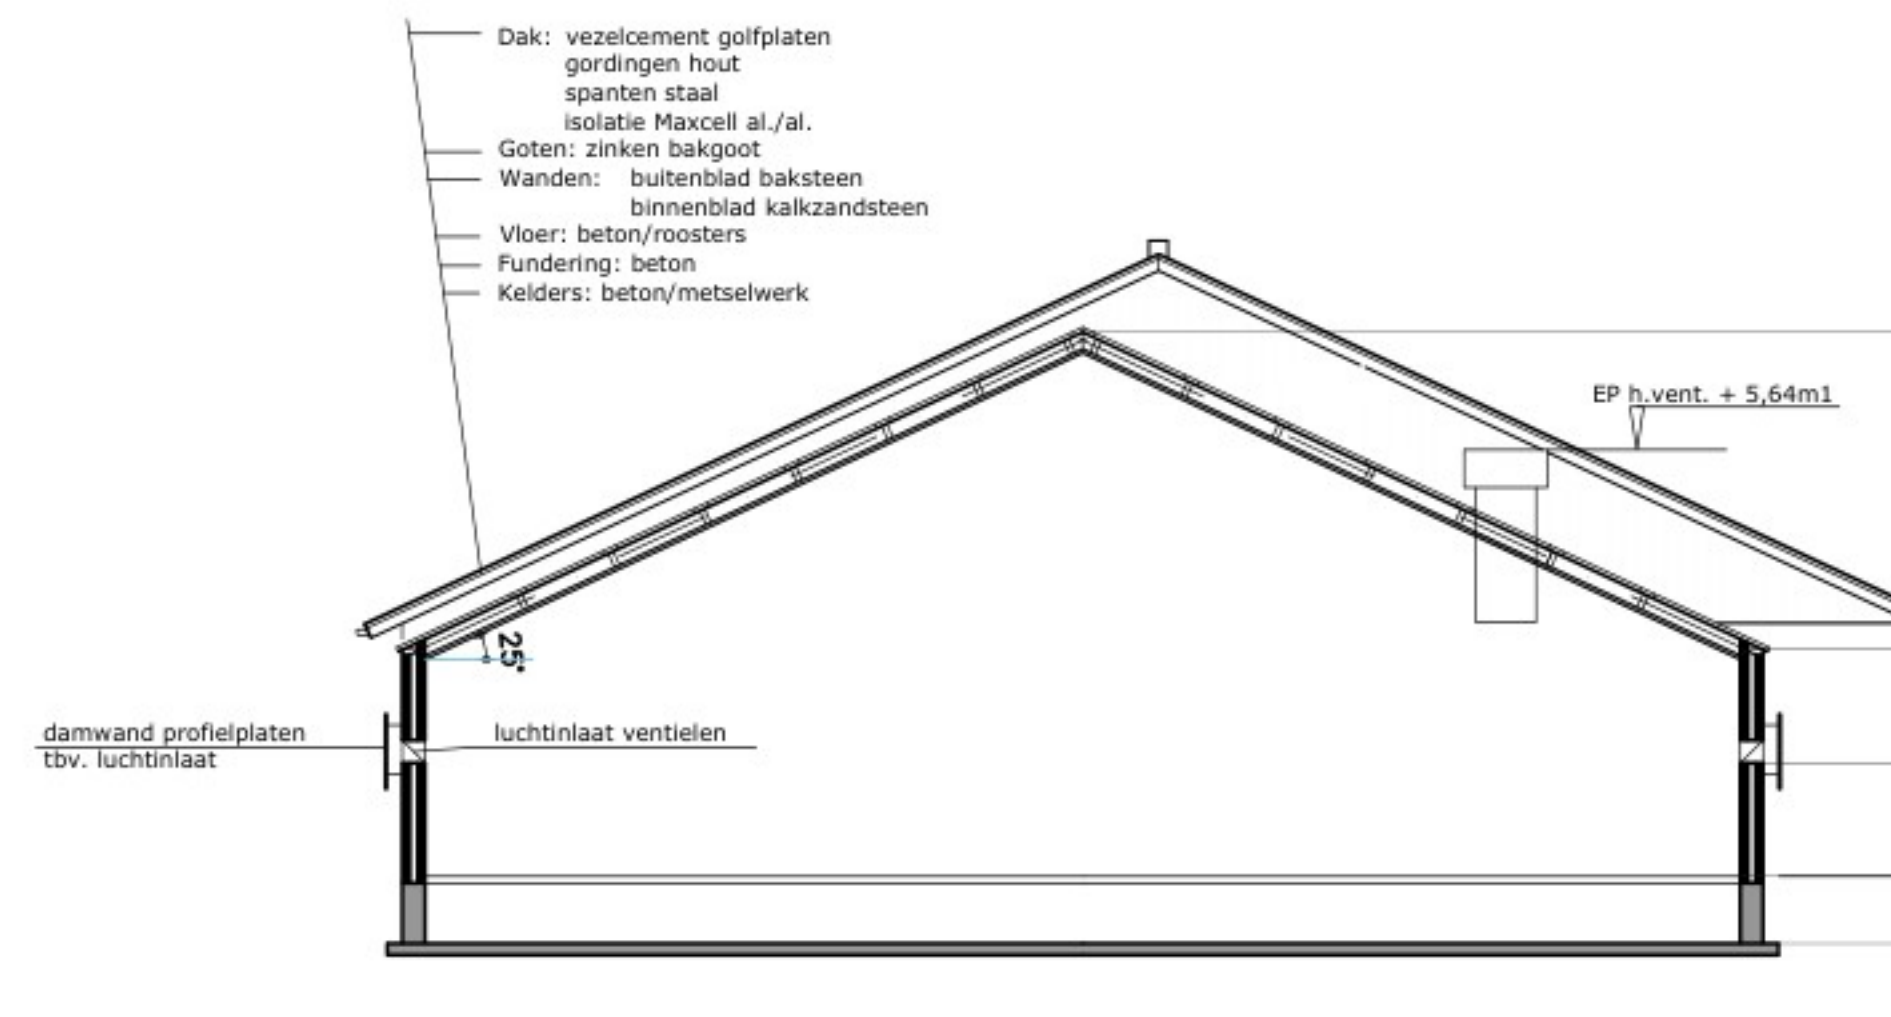 Dak: vezelcement golfplaten
gordingen hout
spanten staal
isolatie Maxcell al./al.
Goten: zinken bakgoot
Wanden: buitenblad baksteen
binnenblad kalkzandsteen
Vloer: beton/roosters
Fundering: beton
Kelders: beton/metselwerk
EP h.vent. + 5,64m1
25°
damwand profielplaten
tbv. luchtinlaat
luchtinlaat ventielen